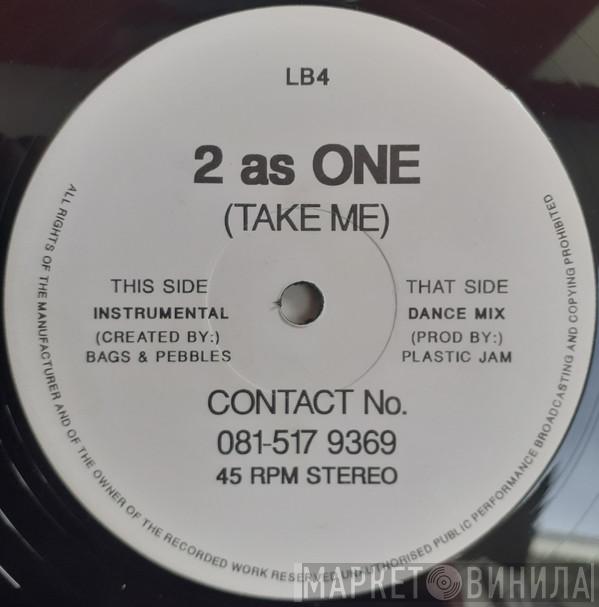 LB4
2 as ONE
(TAKE ME)
THIS SIDE
INSTRUMENTAL
(CREATED BY:)
BAGS & PEBBLES
THAT SIDE
DANCE MIX
(PROD BY:)
PLASTIC JAM
CONTACT No.
081-517 9369
45 RPM STEREO
ALL RIGHTS OF THE MANUFACTURER AND OF THE OWNER OF THE RECORDED WORK RESERVED. UNAUTHORISED PUBLIC PERFORMANCE BROADCASTING AND COPYING PROHIBITED
МАРКЕТ ВИНИЛА